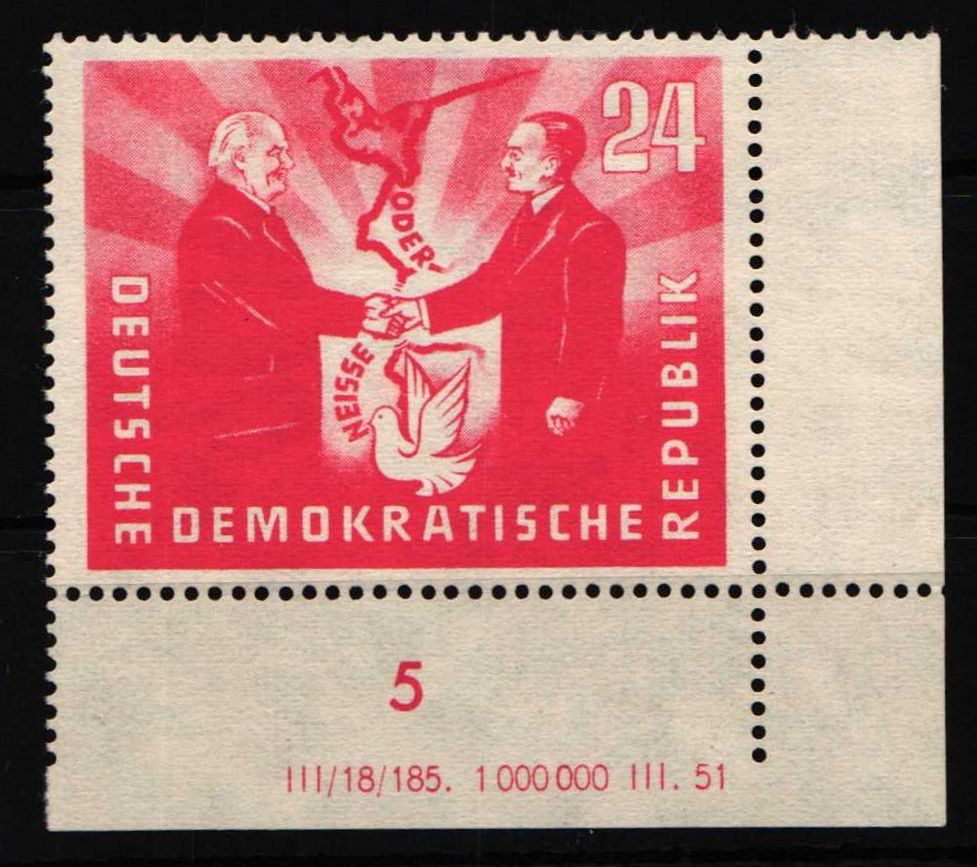 24
ODER-
NEISSE
DEUTSCHE
DEMOKRATISCHE
REPUBLIK
5
III/18/185. 1 000 000 III. 51